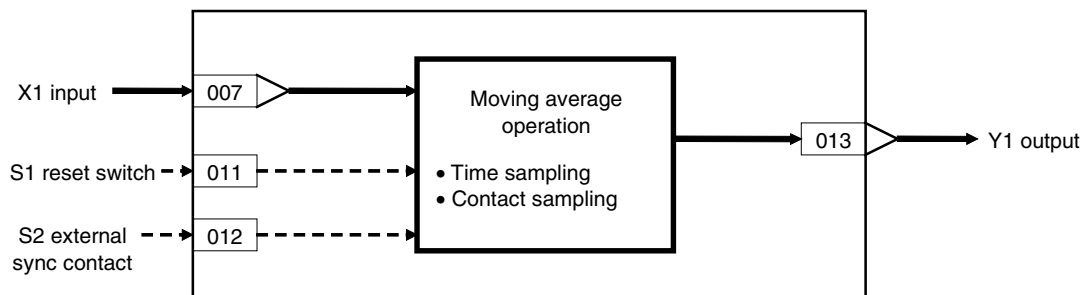 X1 input
007
Moving average
operation
013
Y1 output
S1 reset switch
011
• Time sampling
• Contact sampling
S2 external
sync contact
012